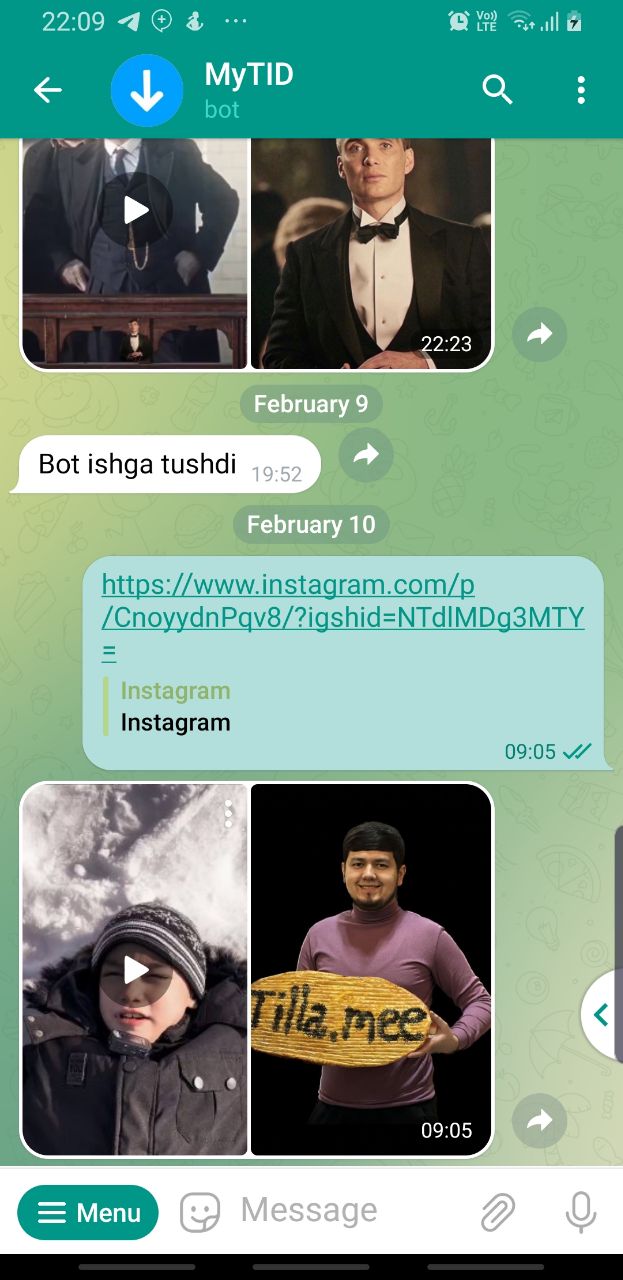 22:09
Vo)) LTE
MyTID
bot
22:23
February 9
Bot ishga tushdi 19:52
February 10
https://www.instagram.com/p
/CnoyydnPqv8/?igshid=NTdlMDg3MTY
=
Instagram
Instagram
09:05
Tilla.mee
09:05
Menu
Message